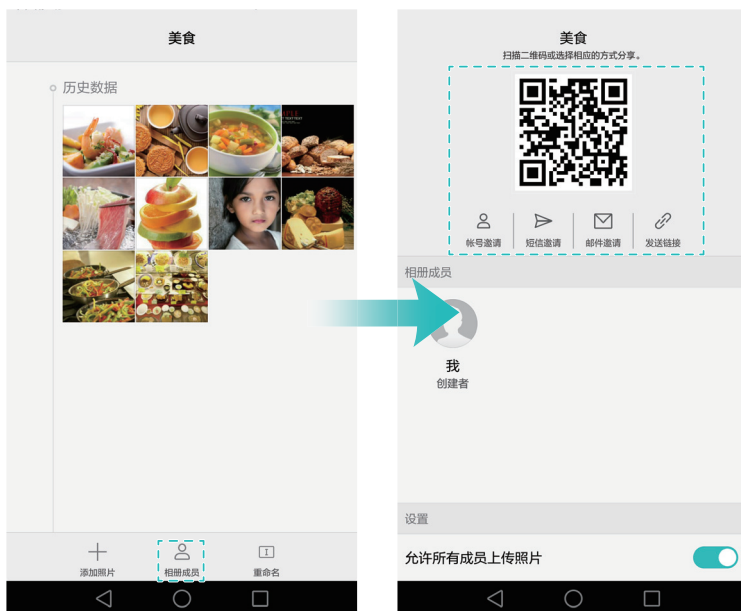 美食
历史数据
添加照片
相册成员
重命名
美食
扫描二维码或选择相应的方式分享。
帐号邀请
短信邀请
邮件邀请
发送链接
相册成员
我
创建者
设置
允许所有成员上传照片